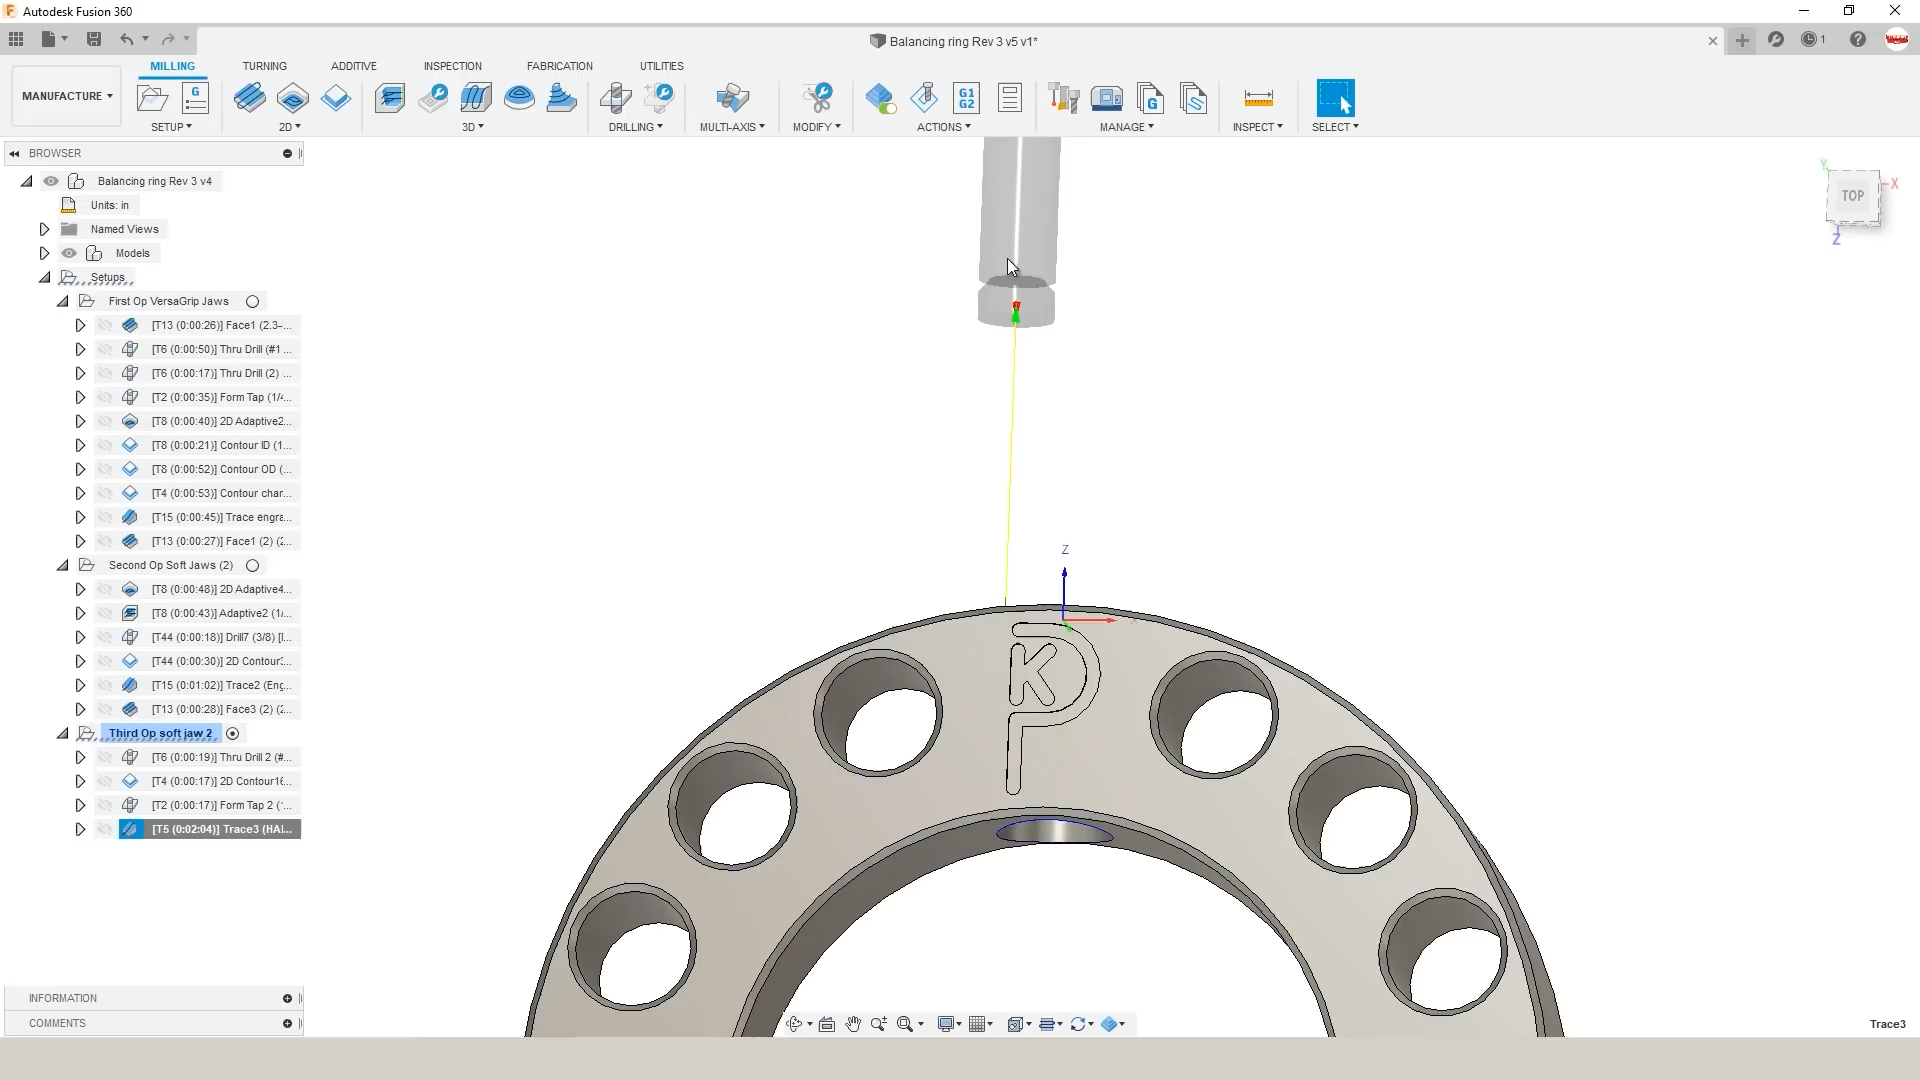 Autodesk Fusion 360
Balancing ring Rev 3 v5 v1*
1
MILLING
TURNING
ADDITIVE
INSPECTION
FABRICATION
UTILITIES
MANUFACTURE
SETUP
2D
3D
DRILLING
MULTI-AXIS
MODIFY
G1
G2
ACTIONS
MANAGE
INSPECT
SELECT
BROWSER
Balancing ring Rev 3 v4
Units: in
Named Views
Models
Setups
First Op VersaGrip Jaws
[T13 (0:00:26)] Face1 (2.3-...
[T6 (0:00:50)] Thru Drill (#1 ...
[T6 (0:00:17)] Thru Drill (2) 
[T2 (0:00:35)] Form Tap (1/4...
[T8 (0:00:40)] 2D Adaptive2...
[T8 (0:00:21)] Contour ID (1...
[T8 (0:00:52)] Contour OD (...
[T4 (0:00:53)] Contour cham...
[T15 (0:00:45)] Trace engra...
[T13 (0:00:27)] Face1 (2) (2...
Second Op Soft Jaws (2)
[T8 (0:00:48)] 2D Adaptive4...
[T8 (0:00:43)] Adaptive2 (1/...
[T44 (0:00:18)] Drill7 (3/8) [I...
[T44 (0:00:30)] 2D Contour3...
[T15 (0:01:02)] Trace2 (Eng...
[T13 (0:00:28)] Face3 (2) (2...
Third Op soft jaw 2
[T6 (0:00:19)] Thru Drill 2 (#...
[T4 (0:00:17)] 2D Contour16...
[T2 (0:00:17)] Form Tap 2 (1...
[T5 (0:02:04)] Trace3 (HAI...
INFORMATION
COMMENTS
TOP
Y
X
Z
Z
PK
Trace3